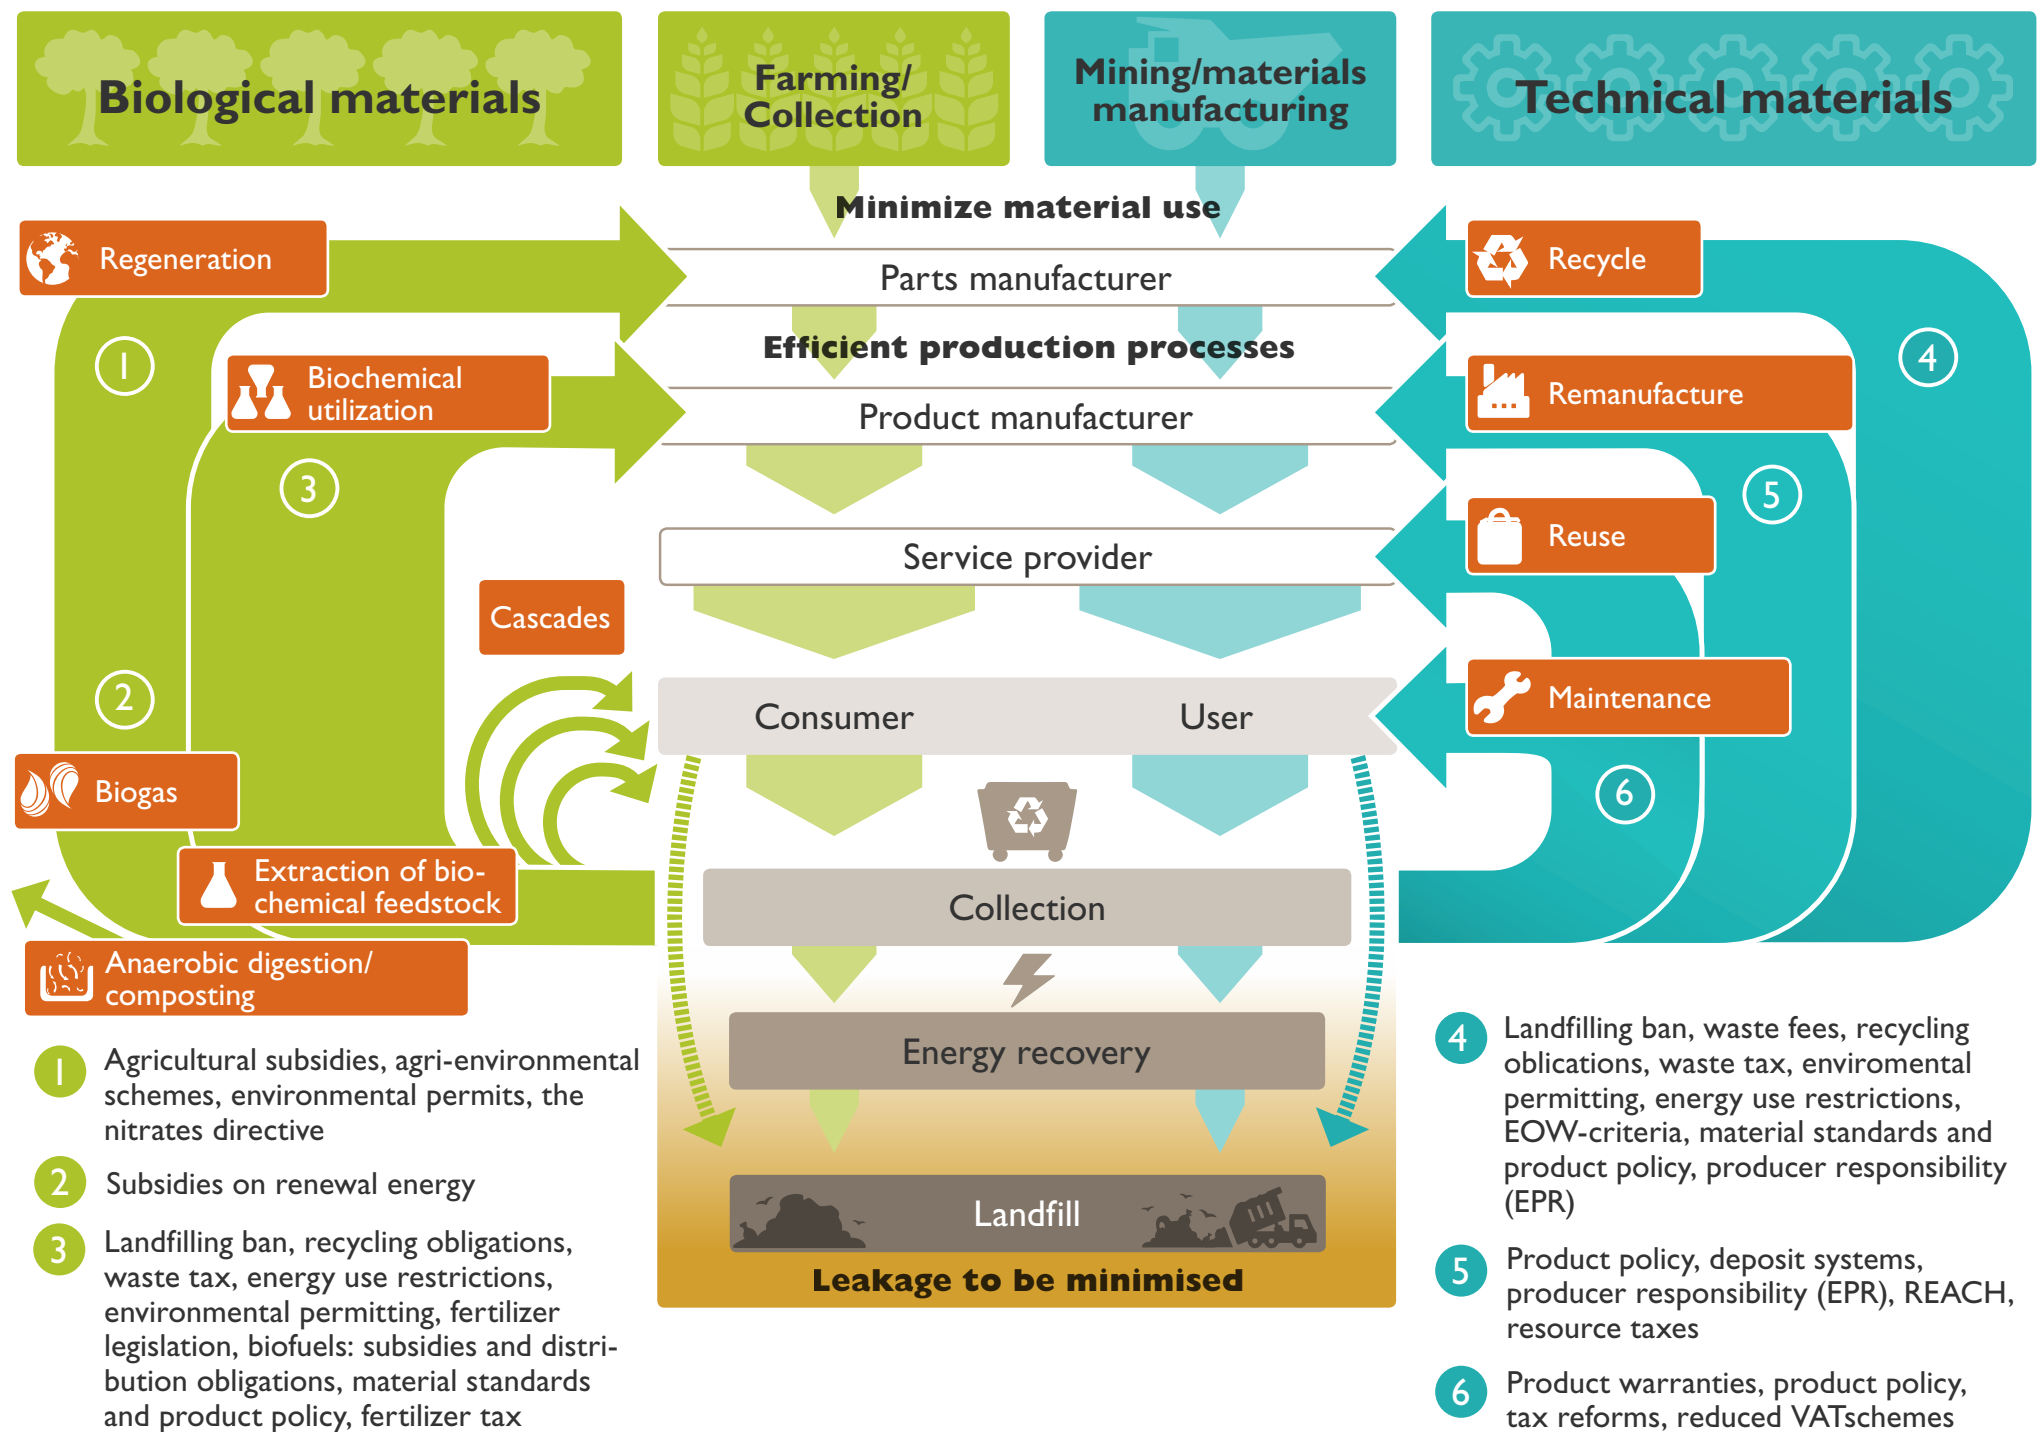 Biological materials
Farming/
Collection
Mining/materials
manufacturing
Technical materials
Minimize material use
Regeneration
Parts manufacturer
Recycle
1
Efficient production processes
4
Biochemical
utilization
Product manufacturer
Remanufacture
3
5
Service provider
Reuse
Cascades
2
Consumer
User
Maintenance
Biogas
6
Extraction of bio-
chemical feedstock
Collection
Anaerobic digestion/
composting
Energy recovery
Landfill
Leakage to be minimised
1
Agricultural subsidies, agri-environmental
schemes, environmental permits, the
nitrates directive
2
Subsidies on renewal energy
3
Landfilling ban, recycling obligations,
waste tax, energy use restrictions,
environmental permitting, fertilizer
legislation, biofuels: subsidies and distri-
bution obligations, material standards
and product policy, fertilizer tax
4
Landfilling ban, waste fees, recycling
oblications, waste tax, enviromental
permitting, energy use restrictions,
EOW-criteria, material standards and
product policy, producer responsibility
(EPR)
5
Product policy, deposit systems,
producer responsibility (EPR), REACH,
resource taxes
6
Product warranties, product policy,
tax reforms, reduced VATschemes